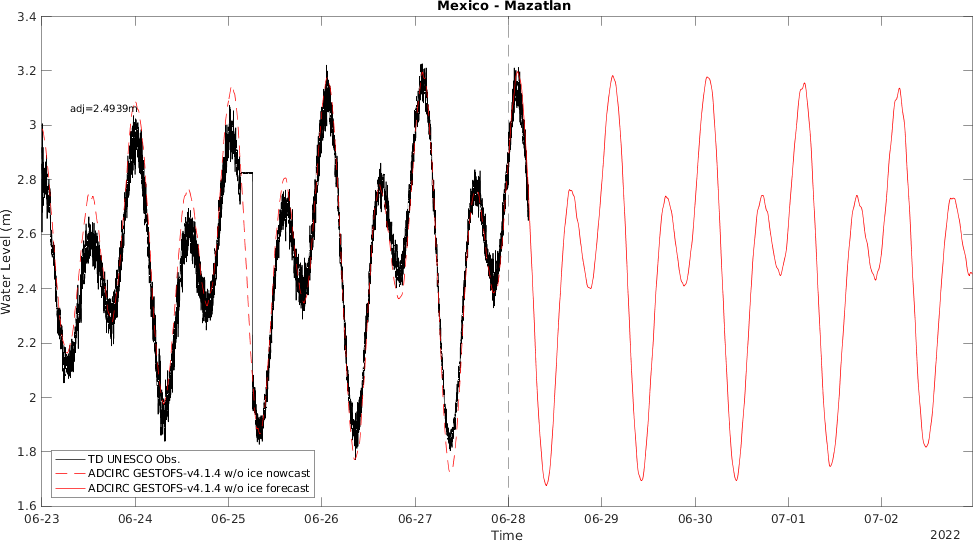 Mexico - Mazatlan
3.4
3.2
3
2.8
2.6
2.4
2.2
2
1.8
1.6
Water Level (m)
adj=2.4939m
TD UNESCO Obs.
ADCIRC GESTOFS-v4.1.4 w/o ice nowcast
ADCIRC GESTOFS-v4.1.4 w/o ice forecast
06-23 06-24 06-25 06-26 06-27 06-28 06-29 06-30 07-01 07-02
Time
2022